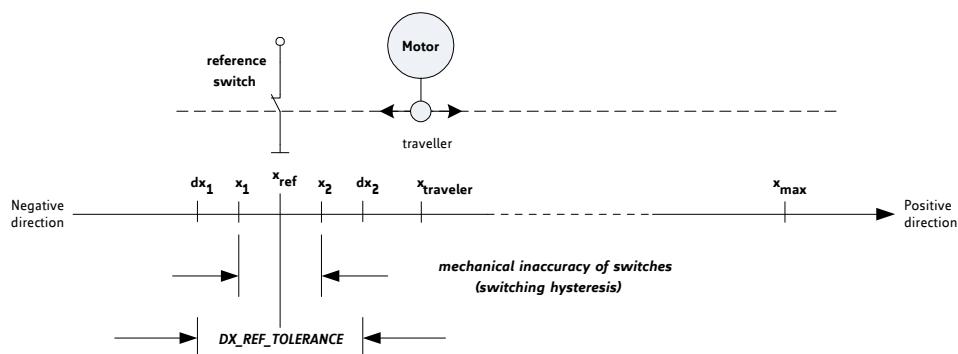 Motor
reference
switch
traveller
dx1 x1 xref x2 dx2 xtraveler xmax
Negative
direction
Positive
direction
mechanical inaccuracy of switches
(switching hysteresis)
DX_REF_TOLERANCE